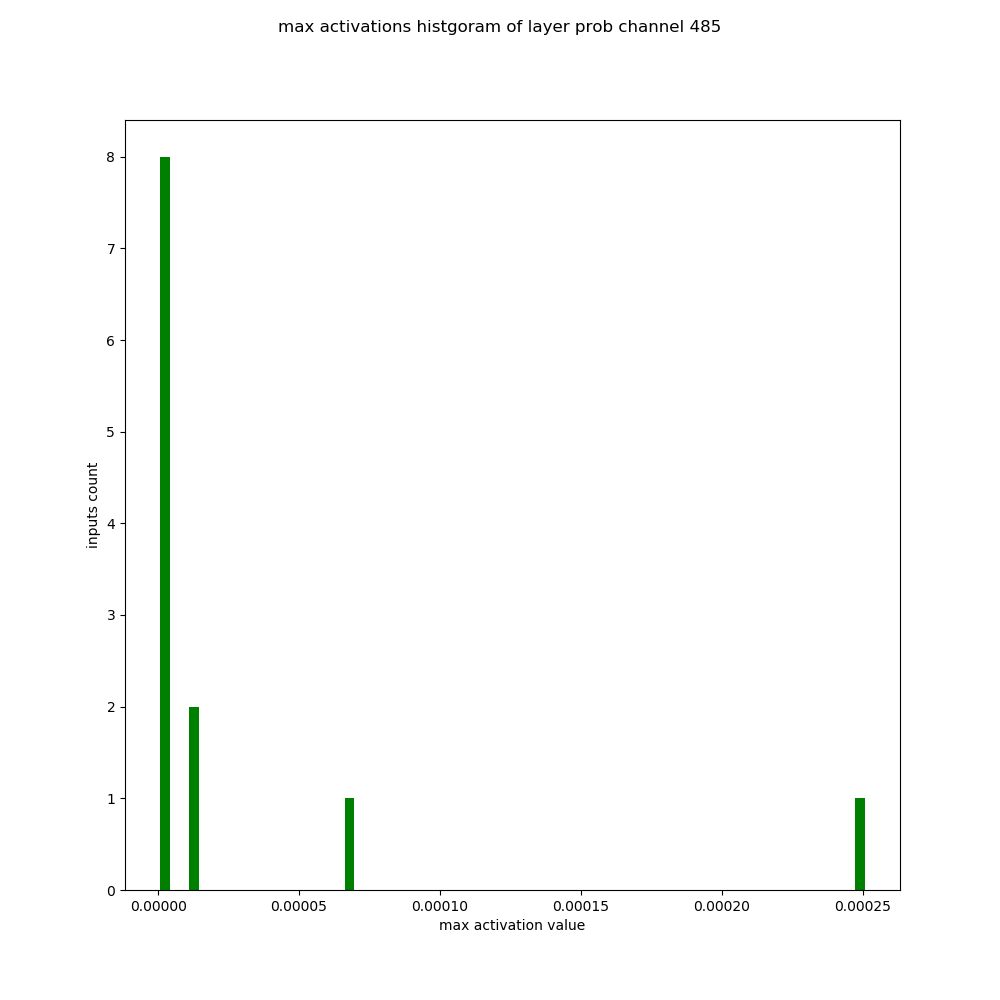 max activations histgoram of layer prob channel 485
8
7
6
5
4
3
2
1
0
inputs count
0.00000 0.00005 0.00010 0.00015 0.00020 0.00025
max activation value